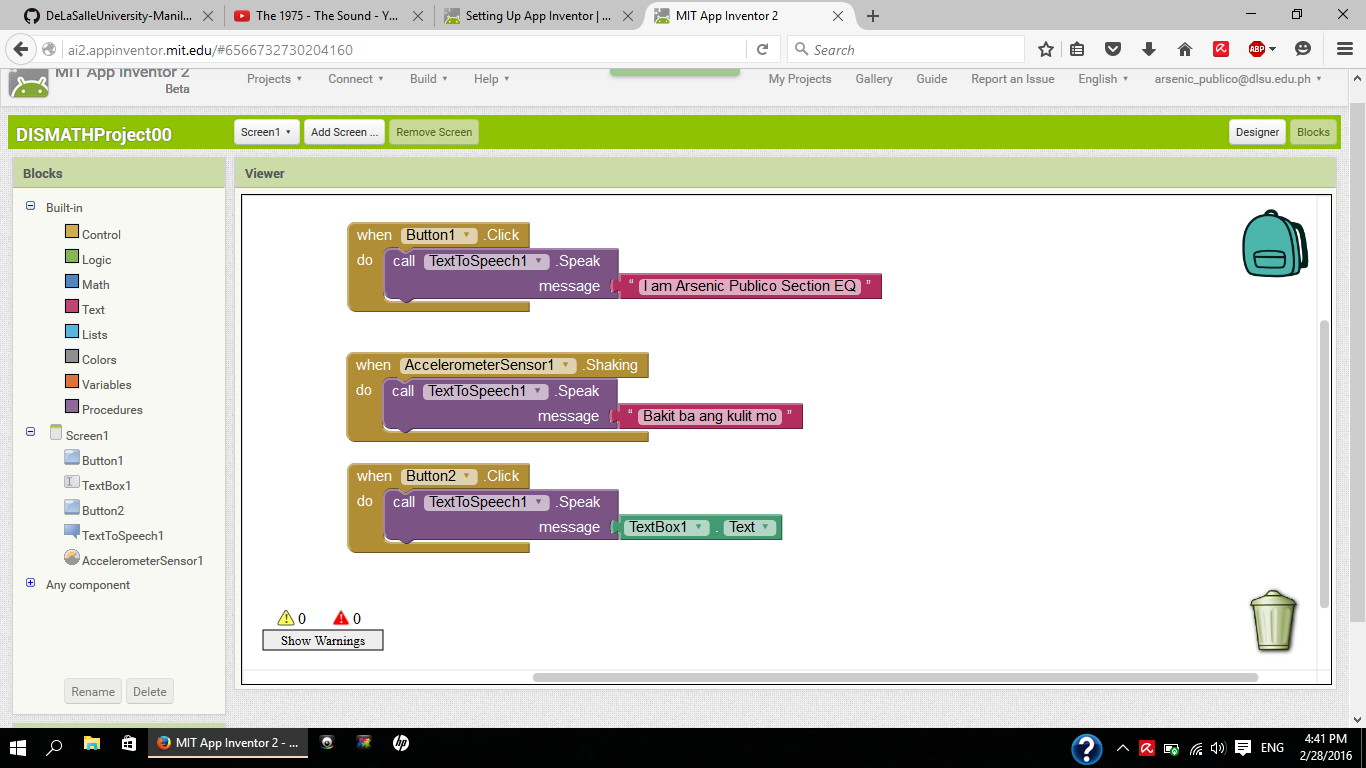 DeLaSalleUniversity-Manil...
The 1975 - The Sound - Y...
Setting Up App Inventor | ...
MIT App Inventor 2
ai2.appinventor.mit.edu/#6566732730204160
Search
ABP
MIT App Inventor 2
Beta
Projects
Connect
Build
Help
My Projects
Gallery
Guide
Report an Issue
English
arsenic_publico@dlsu.edu.ph
DISMATHProject00
Screen1
Add Screen ...
Remove Screen
Designer
Blocks
Blocks
Built-in
Control
Logic
Math
Text
Lists
Colors
Variables
Procedures
Screen1
Button1
TextBox1
Button2
TextToSpeech1
AccelerometerSensor1
Any component
Rename
Delete
Viewer
when Button1 .Click
do call TextToSpeech1 .Speak
message “ I am Arsenic Publico Section EQ ”
when AccelerometerSensor1 .Shaking
do call TextToSpeech1 .Speak
message “ Bakit ba ang kulit mo ”
when Button2 .Click
do call TextToSpeech1 .Speak
message TextBox1 . Text
0 0
Show Warnings
MIT App Inventor 2 - ...
hp
?
ENG
4:41 PM
2/28/2016